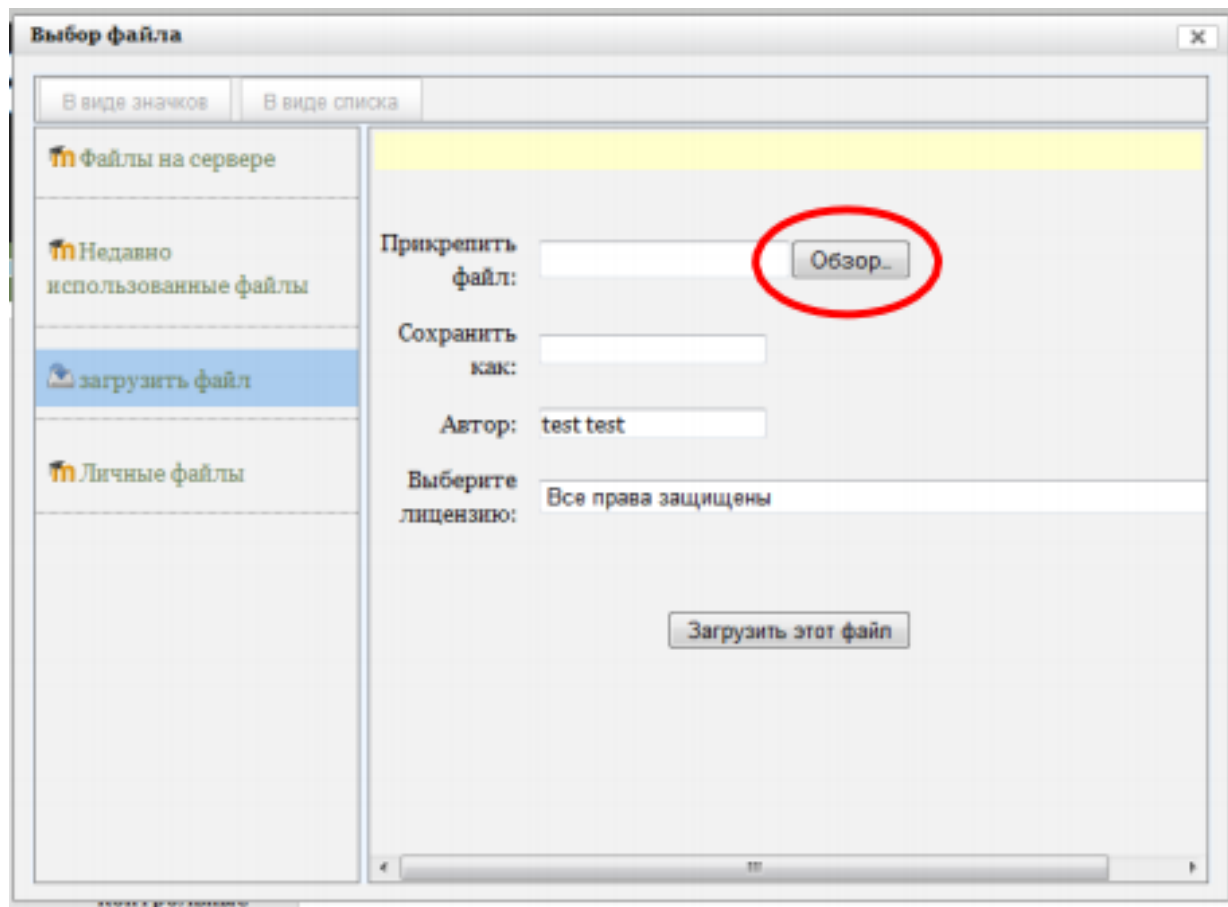 Выбор файла
В виде значков
В виде списка
Файлы на сервере
Недавно
использованные файлы
загрузить файл
Личные файлы
Прикрепить
файл:
Обзор...
Сохранить
как:
Автор:
test test
Выберите
лицензию:
Все права защищены
Загрузить этот файл